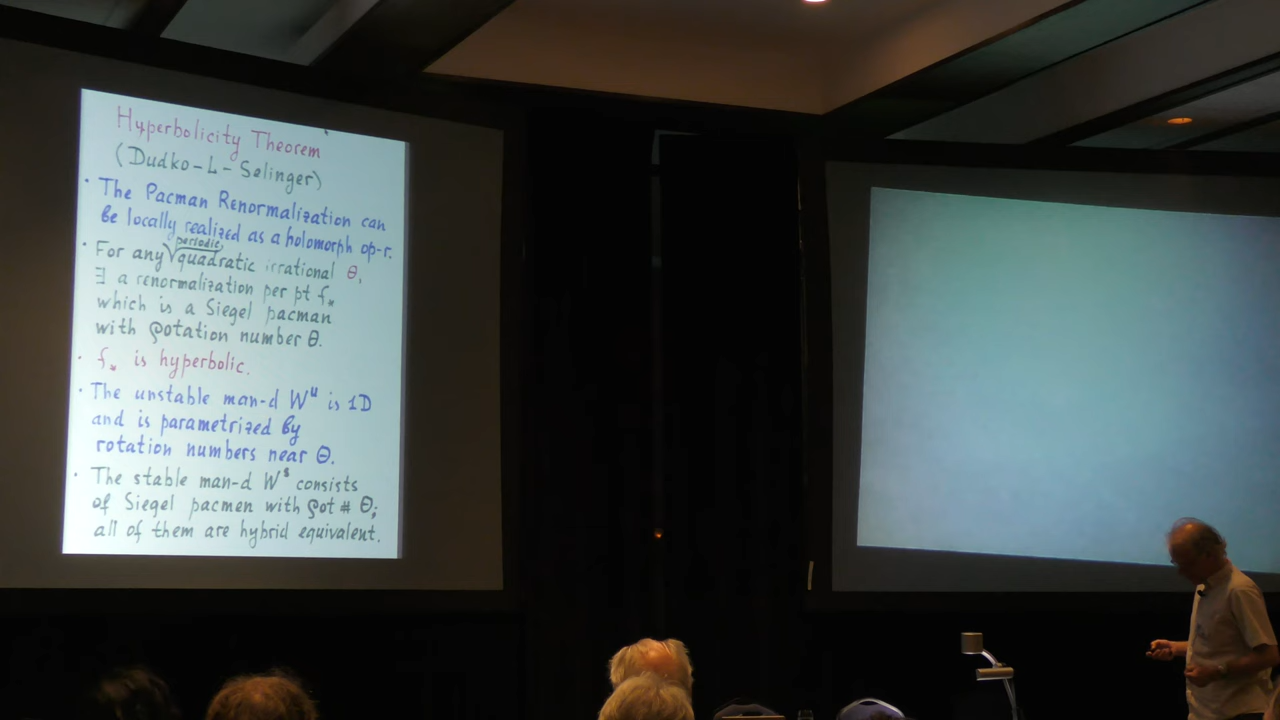 Hyperbolicity Theorem
(Dudko-L-Selinger)
· The Pacman Renormalization can
be locally realized as a holomorph op-r.
periodic
· For any √quadratic irrational θ,
∃ a renormalization per pt f⁎
which is a Siegel pacman
with rotation number θ.
· f⁎ is hyperbolic.
· The unstable man-d Wᵘ is 1D
and is parametrized by
rotation numbers near θ.
· The stable man-d Wˢ consists
of Siegel pacmen with rot # θ;
all of them are hybrid equivalent.